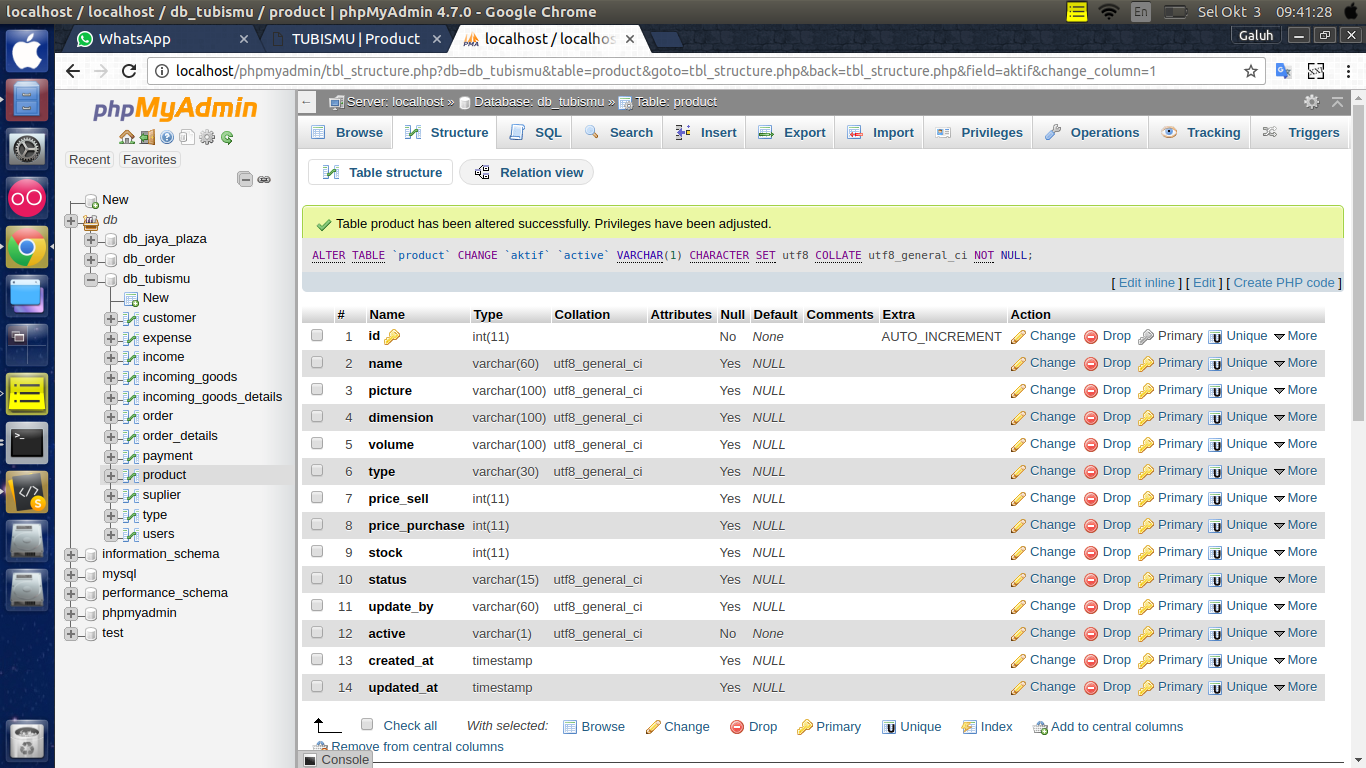 localhost / localhost / db_tubismu / product | phpMyAdmin 4.7.0 - Google Chrome En Sel Okt 3 09:41:28
WhatsApp × TUBISMU | Product × localhost / localhos × Galuh
localhost/phpmyadmin/tbl_structure.php?db=db_tubismu&table=product&goto=tbl_structure.php&back=tbl_structure.php&field=aktif&change_column=1
phpMyAdmin
Recent Favorites
New
db
db_jaya_plaza
db_order
db_tubismu
New
customer
expense
income
incoming_goods
incoming_goods_details
order
order_details
payment
product
suplier
type
users
information_schema
mysql
performance_schema
phpmyadmin
test
Server: localhost » Database: db_tubismu » Table: product
Browse Structure SQL Search Insert Export Import Privileges Operations Tracking Triggers
Table structure Relation view
Table product has been altered successfully. Privileges have been adjusted.
ALTER TABLE `product` CHANGE `aktif` `active` VARCHAR(1) CHARACTER SET utf8 COLLATE utf8_general_ci NOT NULL;
[ Edit inline ] [ Edit ] [ Create PHP code ]
# Name Type Collation Attributes Null Default Comments Extra Action
1 id int(11) No None AUTO_INCREMENT Change Drop Primary Unique More
2 name varchar(60) utf8_general_ci Yes NULL Change Drop Primary Unique More
3 picture varchar(100) utf8_general_ci Yes NULL Change Drop Primary Unique More
4 dimension varchar(100) utf8_general_ci Yes NULL Change Drop Primary Unique More
5 volume varchar(100) utf8_general_ci Yes NULL Change Drop Primary Unique More
6 type varchar(30) utf8_general_ci Yes NULL Change Drop Primary Unique More
7 price_sell int(11) Yes NULL Change Drop Primary Unique More
8 price_purchase int(11) Yes NULL Change Drop Primary Unique More
9 stock int(11) Yes NULL Change Drop Primary Unique More
10 status varchar(15) utf8_general_ci Yes NULL Change Drop Primary Unique More
11 update_by varchar(60) utf8_general_ci Yes NULL Change Drop Primary Unique More
12 active varchar(1) utf8_general_ci No None Change Drop Primary Unique More
13 created_at timestamp Yes NULL Change Drop Primary Unique More
14 updated_at timestamp Yes NULL Change Drop Primary Unique More
Check all With selected: Browse Change Drop Primary Unique Index Add to central columns
Remove from central columns
Console